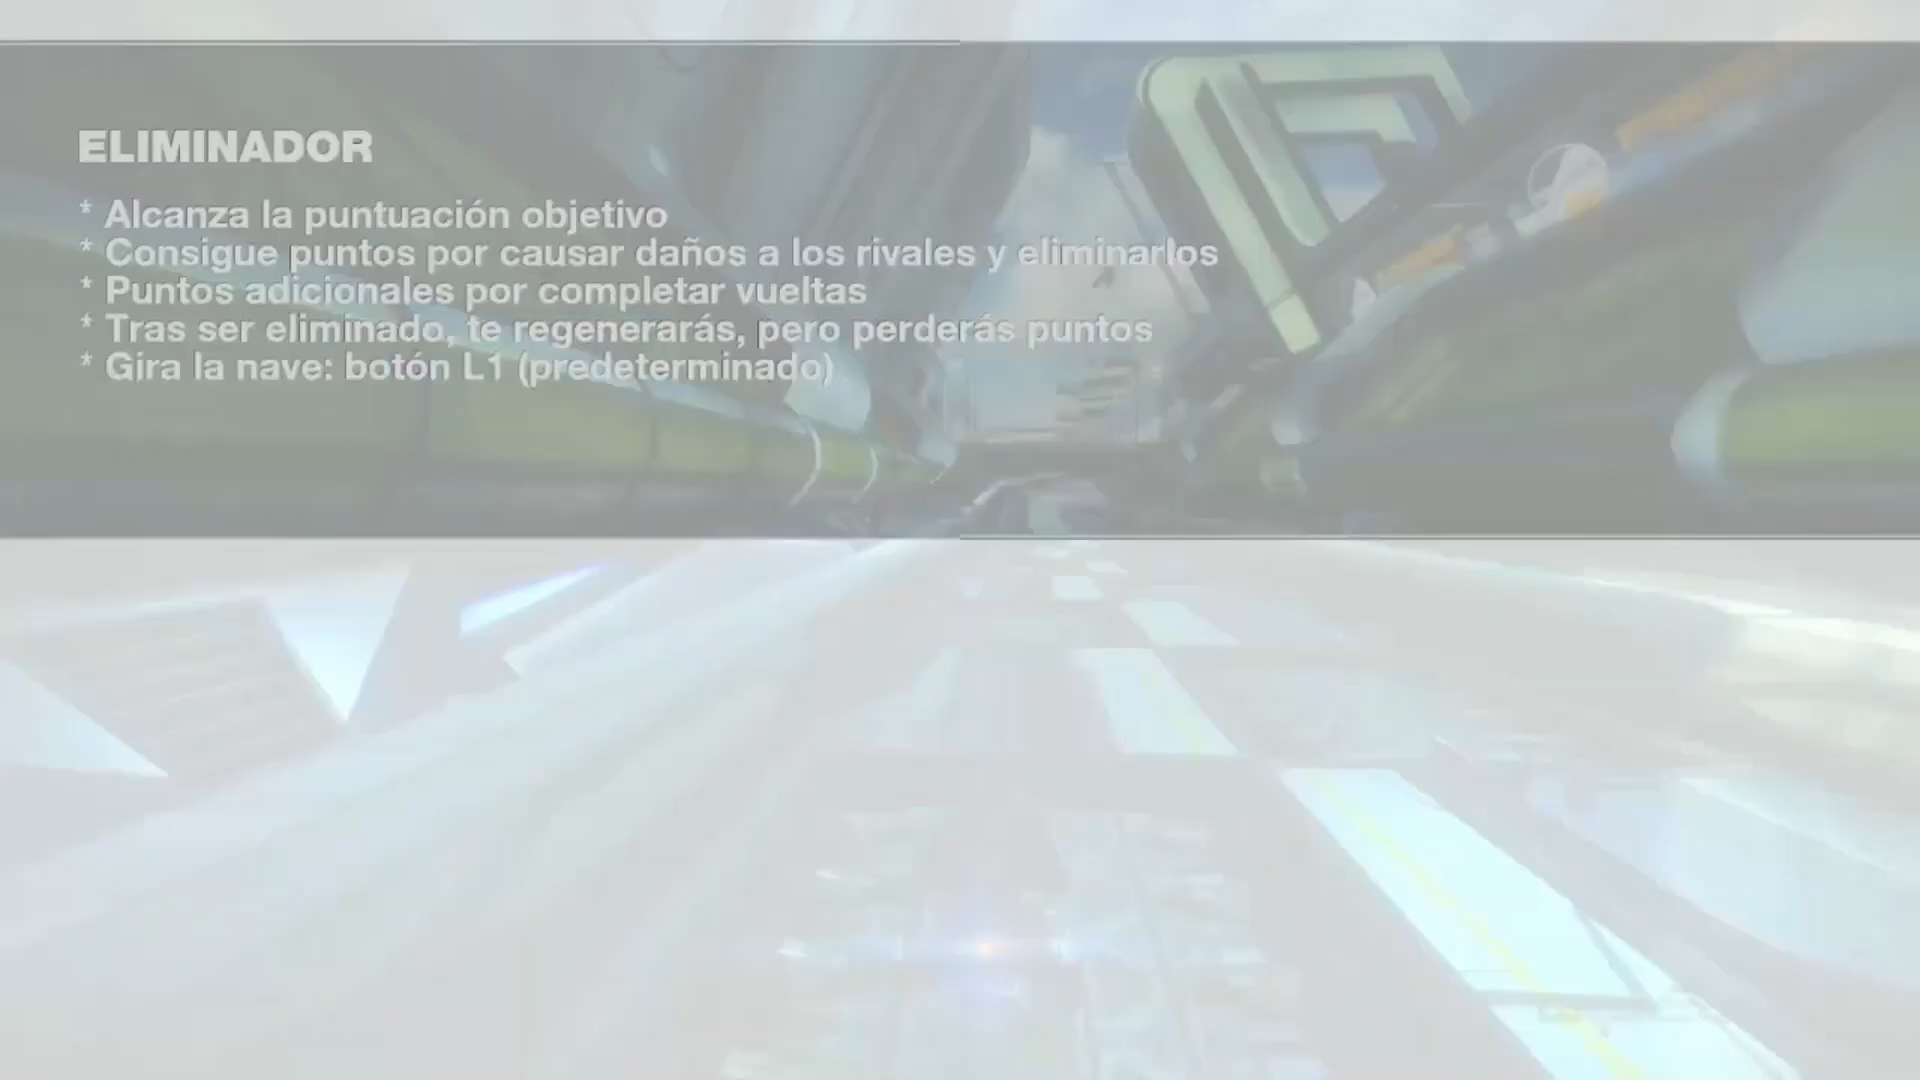 ELIMINADOR
* Alcanza la puntuación objetivo
* Consigue puntos por causar daños a los rivales y eliminarlos
* Puntos adicionales por completar vueltas
* Tras ser eliminado, te regenerarás, pero perderás puntos
* Gira la nave: botón L1 (predeterminado)